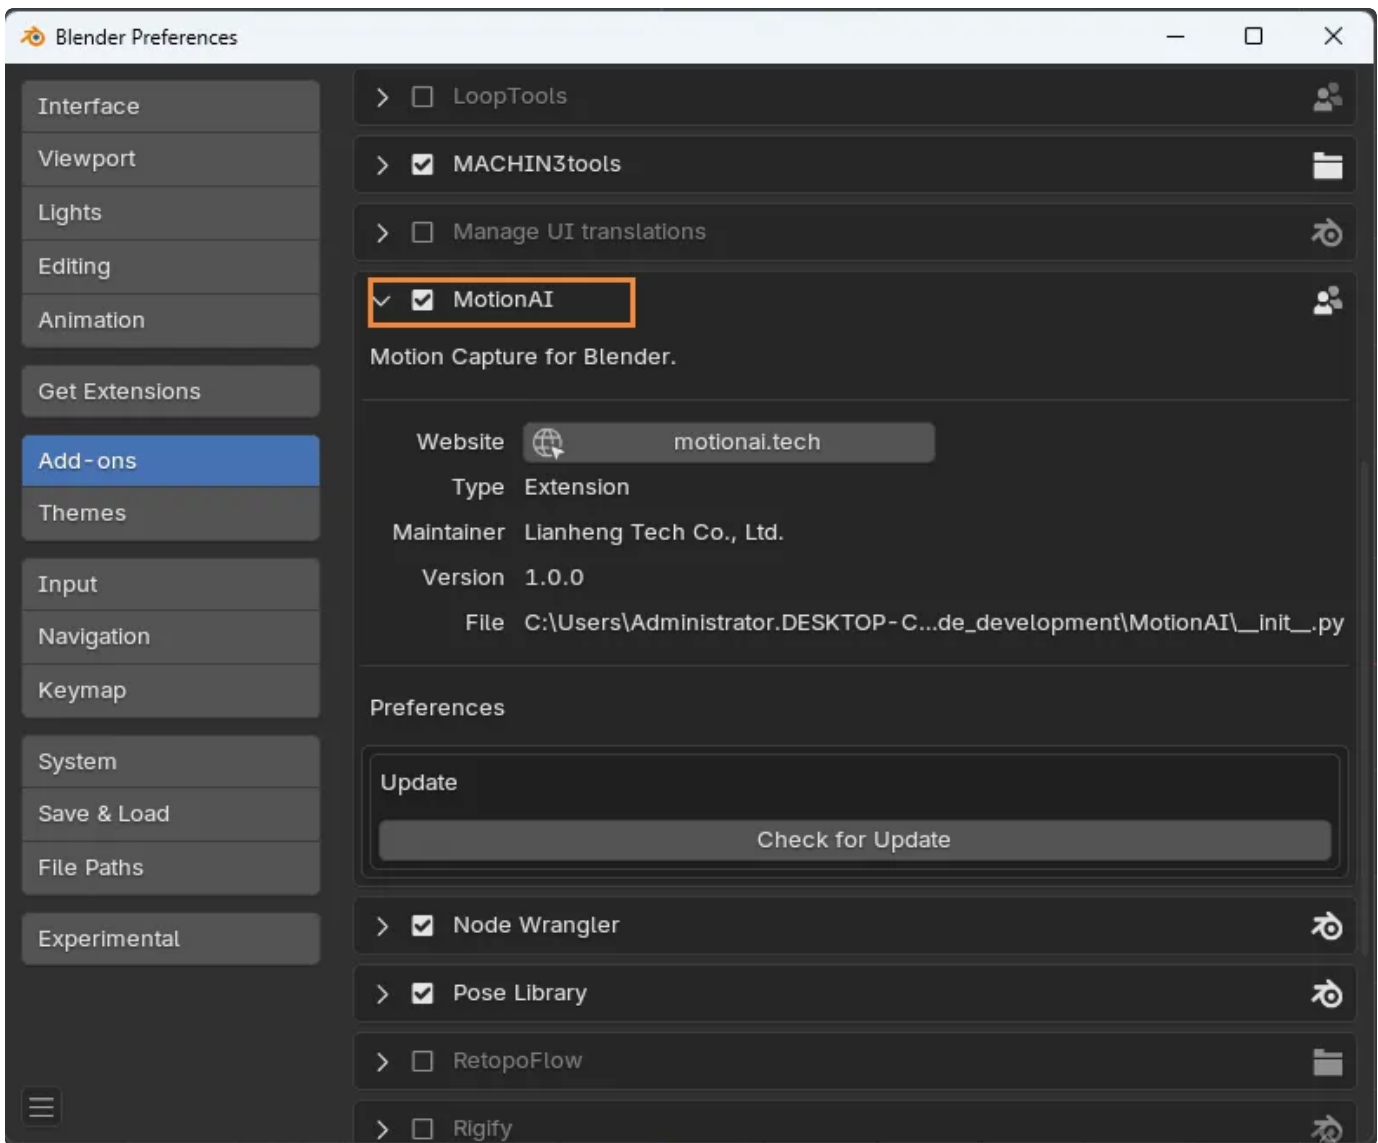 Blender Preferences
Interface
Viewport
Lights
Editing
Animation
Get Extensions
Add-ons
Themes
Input
Navigation
Keymap
System
Save & Load
File Paths
Experimental
LoopTools
MACHIN3tools
Manage UI translations
MotionAI
Motion Capture for Blender.
Website motionai.tech
Type Extension
Maintainer Lianheng Tech Co., Ltd.
Version 1.0.0
File C:\Users\Administrator.DESKTOP-C...de_development\MotionAI\__init__.py
Preferences
Update
Check for Update
Node Wrangler
Pose Library
RetopoFlow
Rigify